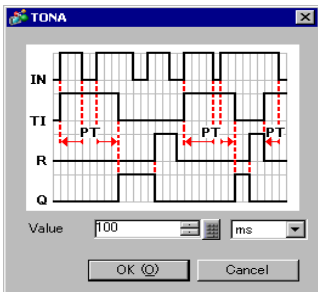 TONA
IN
TI
PT PT PT
R
Q
Value 100 ms
OK (O) Cancel